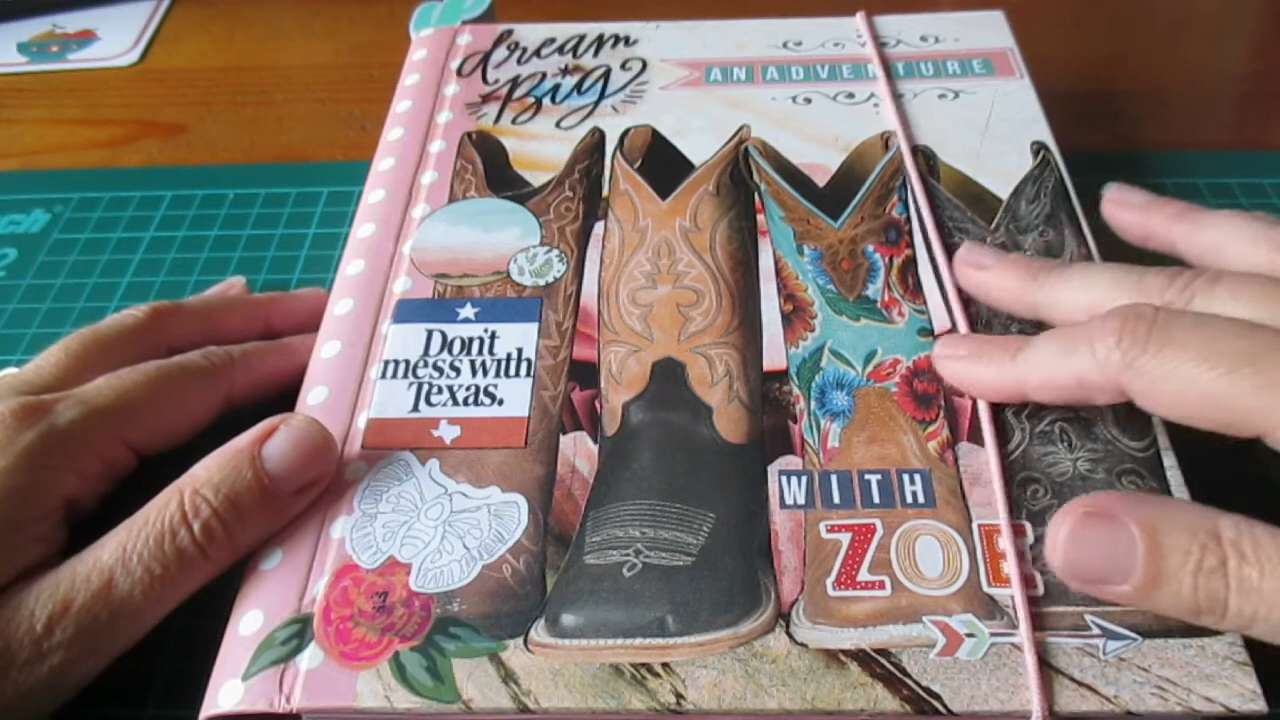 dream
Big
AN ADVENTURE
Don't
mess with
Texas.
WITH
ZOE